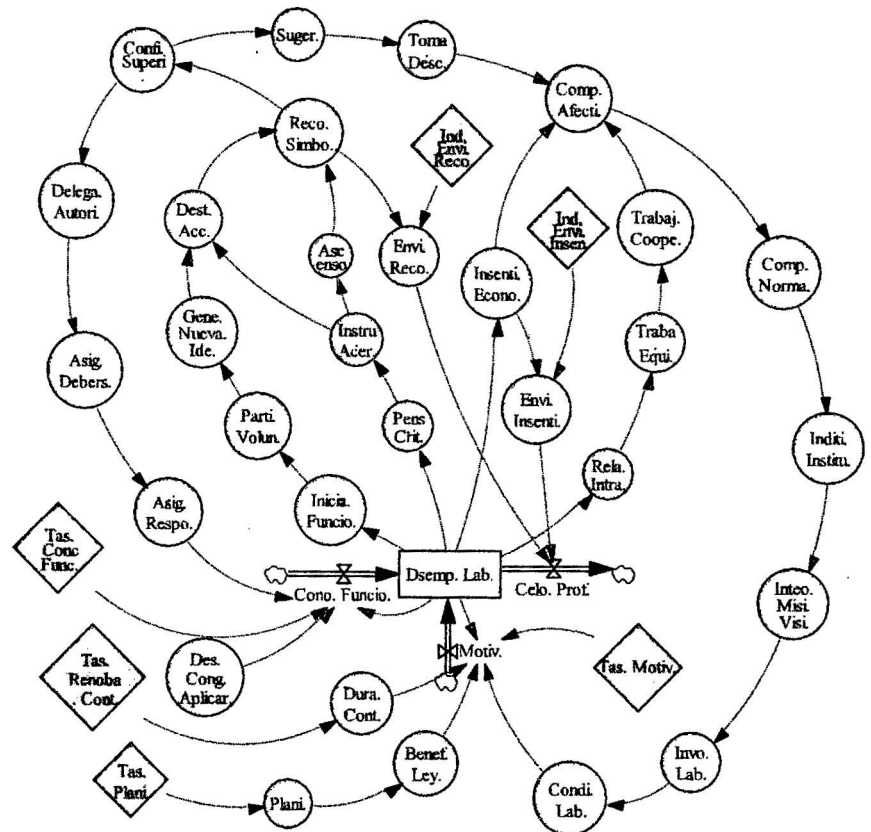 Confi.
Superi
Suger.
Toma
Desc.
Comp.
Afecti.
Reco.
Simbo.
Ind.
Envi.
Reco.
Delega.
Autori.
Dest.
Acc.
Asc
enso
Envi.
Reco.
Insenti.
Econo.
Ind.
Envi.
Insen.
Trabaj.
Coope.
Comp.
Norma.
Gene.
Nueva.
Ide.
Instru
Acer.
Traba
Equi.
Asig.
Debers.
Parti.
Volun.
Pens
Crit.
Envi.
Insenti.
Rela.
Intra.
Inditi.
Institu.
Asig.
Respo.
Inicia.
Funcio.
Tas.
Conc
Func.
Dsemp. Lab.
Cono. Funcio.
Celo. Prof.
Inteo.
Misi.
Visi.
Tas.
Renoba
Cont.
Des.
Cong.
Aplicar.
Motiv.
Tas. Motiv.
Dura.
Cont.
Tas.
Plani.
Plani.
Benef.
Ley.
Condi.
Lab.
Invo.
Lab.